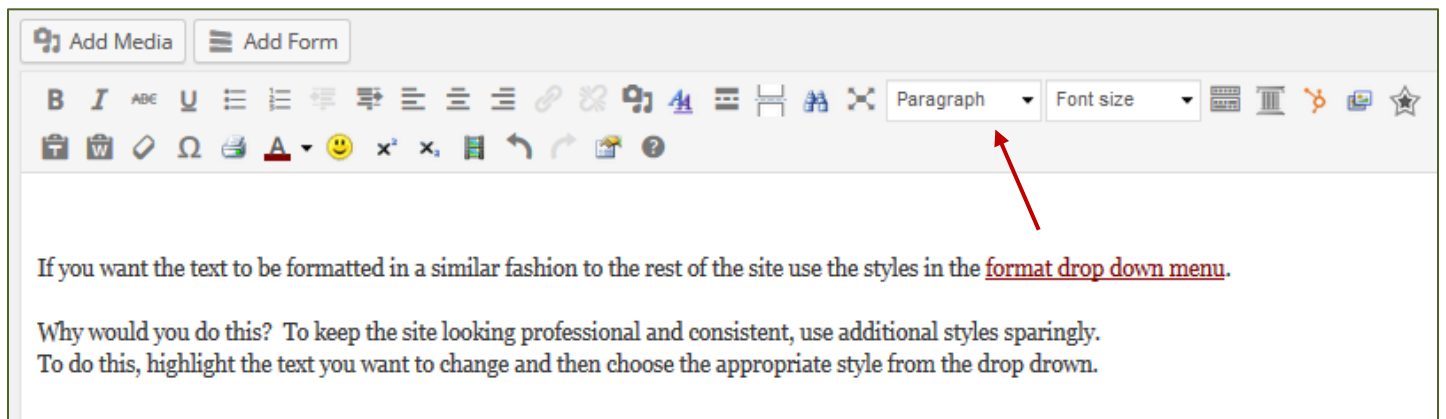 Add Media Add Form
B I ABC U Paragraph Font size
T W Ω A x² x₂ ?
If you want the text to be formatted in a similar fashion to the rest of the site use the styles in the format drop down menu.
Why would you do this?  To keep the site looking professional and consistent, use additional styles sparingly.
To do this, highlight the text you want to change and then choose the appropriate style from the drop drown.